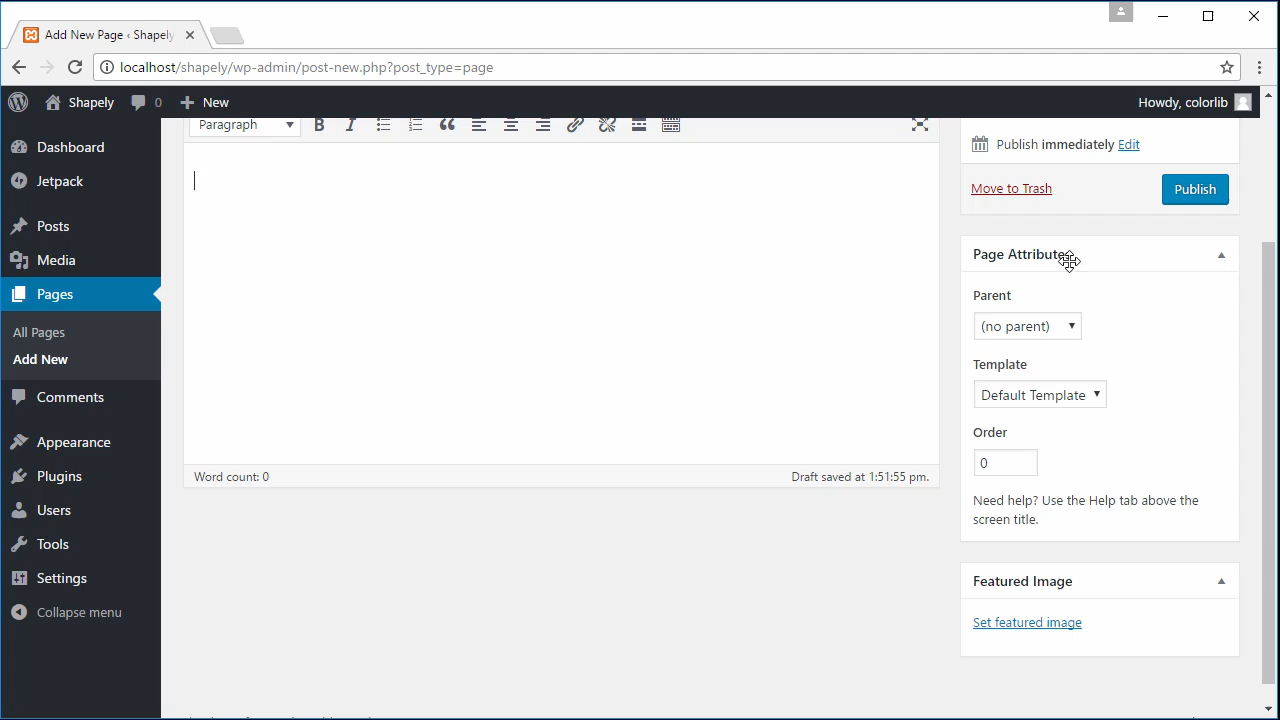 Add New Page ‹ Shapely
localhost/shapely/wp-admin/post-new.php?post_type=page
Shapely 0 New Howdy, colorlib
Dashboard
Jetpack
Posts
Media
Pages
All Pages
Add New
Comments
Appearance
Plugins
Users
Tools
Settings
Collapse menu
Paragraph B I
Word count: 0 Draft saved at 1:51:55 pm.
Publish immediately Edit
Move to Trash Publish
Page Attributes
Parent
(no parent)
Template
Default Template
Order
0
Need help? Use the Help tab above the
screen title.
Featured Image
Set featured image